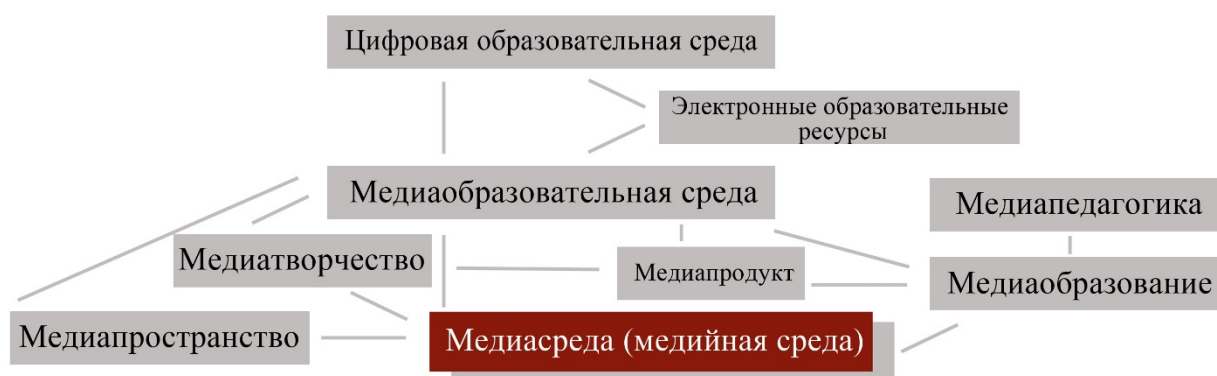 Цифровая образовательная среда
Электронные образовательные
ресурсы
Медиаобразовательная среда
Медиапедагогика
Медиатворчество
Медиапродукт
Медиаобразование
Медиапространство
Медиасреда (медийная среда)